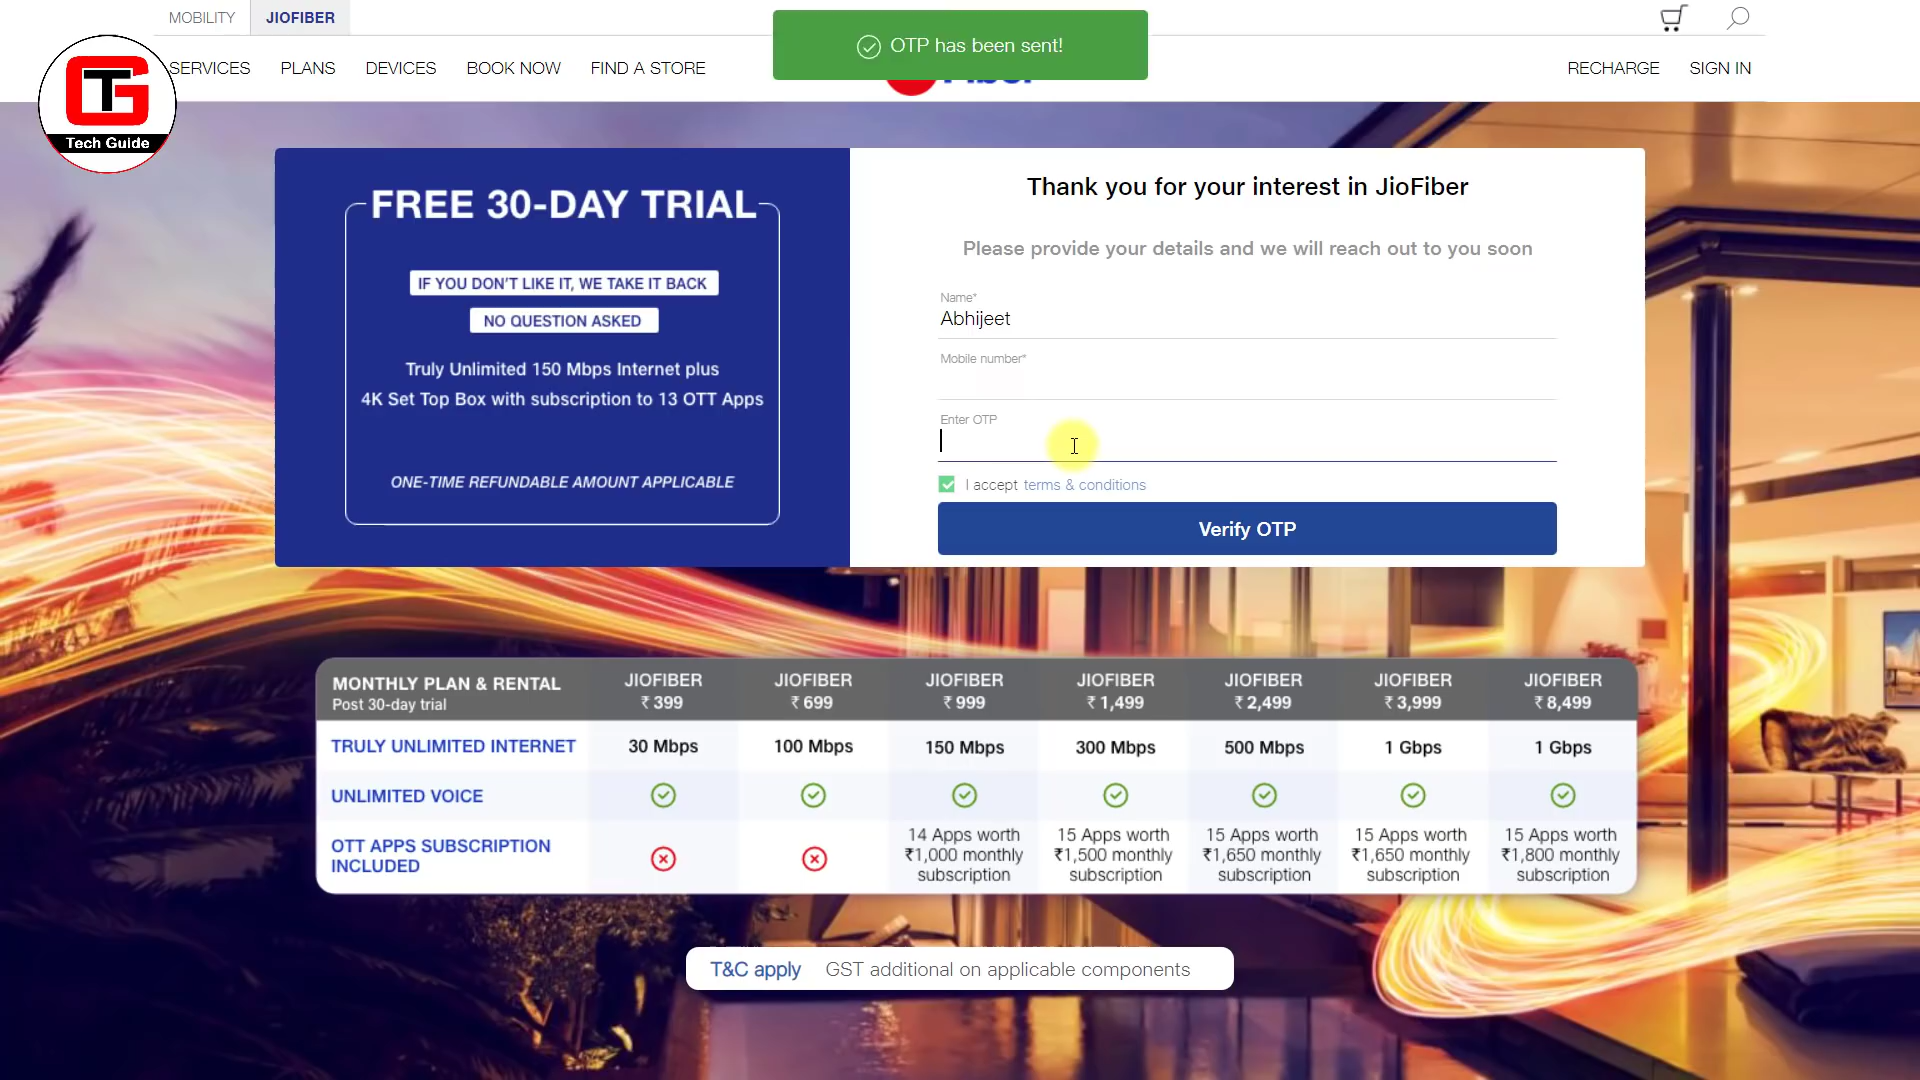 MOBILITY JIOFIBER
OTP has been sent!
SERVICES PLANS DEVICES BOOK NOW FIND A STORE RECHARGE SIGN IN
TG
Tech Guide
FREE 30-DAY TRIAL
IF YOU DON'T LIKE IT, WE TAKE IT BACK
NO QUESTION ASKED
Truly Unlimited 150 Mbps Internet plus
4K Set Top Box with subscription to 13 OTT Apps
ONE-TIME REFUNDABLE AMOUNT APPLICABLE
Thank you for your interest in JioFiber
Please provide your details and we will reach out to you soon
Name*
Abhijeet
Mobile number*
Enter OTP
I accept terms & conditions
Verify OTP
MONTHLY PLAN & RENTAL JIOFIBER JIOFIBER JIOFIBER JIOFIBER JIOFIBER JIOFIBER JIOFIBER
Post 30-day trial ₹ 399 ₹ 699 ₹ 999 ₹ 1,499 ₹ 2,499 ₹ 3,999 ₹ 8,499
TRULY UNLIMITED INTERNET 30 Mbps 100 Mbps 150 Mbps 300 Mbps 500 Mbps 1 Gbps 1 Gbps
UNLIMITED VOICE
OTT APPS SUBSCRIPTION 14 Apps worth 15 Apps worth 15 Apps worth 15 Apps worth 15 Apps worth
INCLUDED ₹1,000 monthly ₹1,500 monthly ₹1,650 monthly ₹1,650 monthly ₹1,800 monthly
subscription subscription subscription subscription subscription
T&C apply GST additional on applicable components